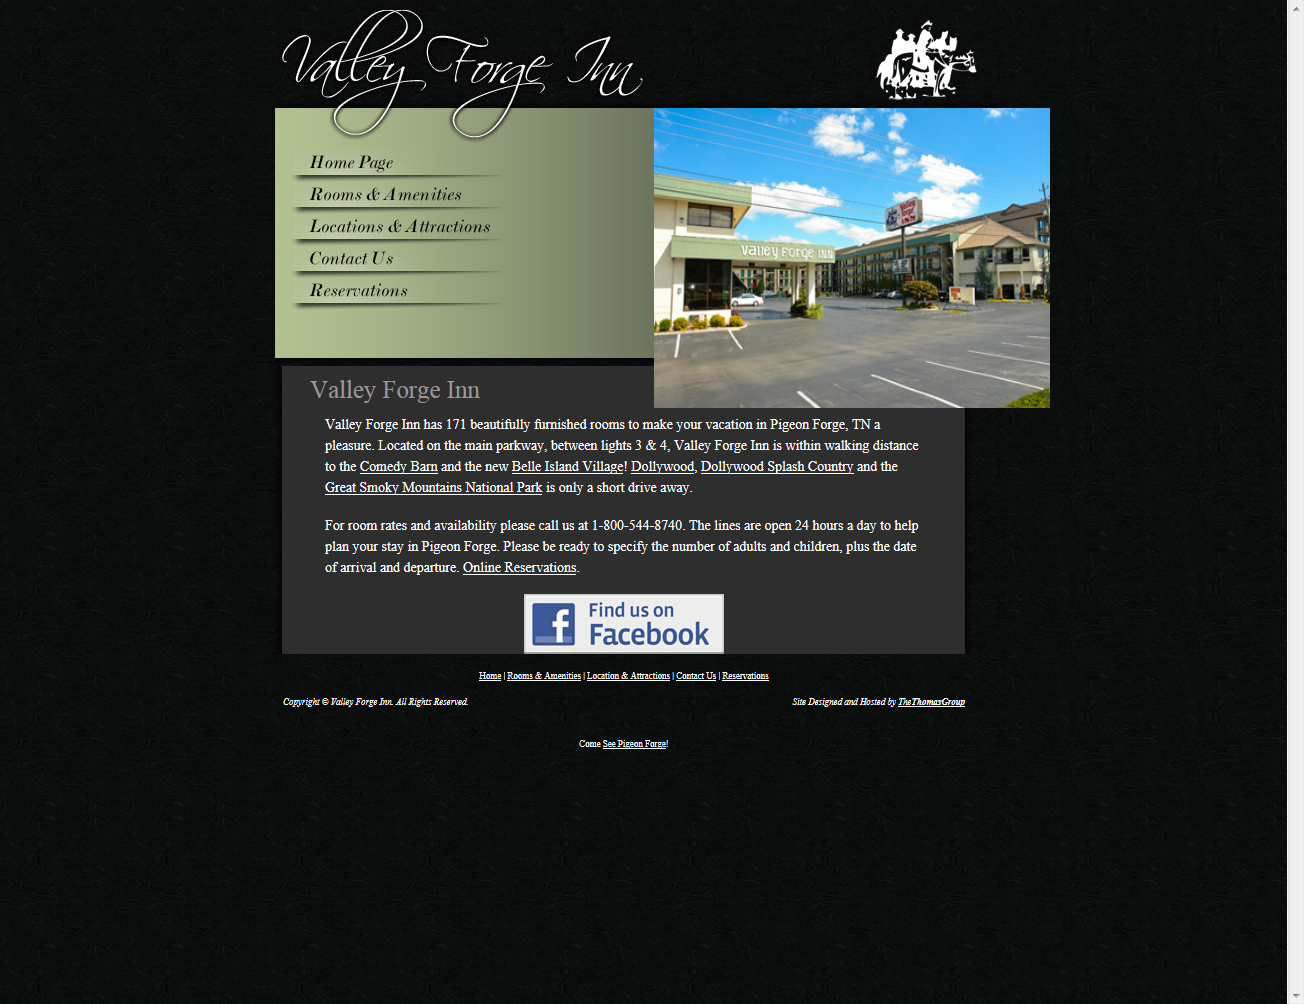 Valley Forge Inn
Home Page
Rooms & Amenities
Locations & Attractions
Contact Us
Reservations
Valley Forge INN
Valley Forge INN
Valley Forge Inn
Valley Forge Inn has 171 beautifully furnished rooms to make your vacation in Pigeon Forge, TN a
pleasure. Located on the main parkway, between lights 3 & 4, Valley Forge Inn is within walking distance
to the Comedy Barn and the new Belle Island Village! Dollywood, Dollywood Splash Country and the
Great Smoky Mountains National Park is only a short drive away.
For room rates and availability please call us at 1-800-544-8740. The lines are open 24 hours a day to help
plan your stay in Pigeon Forge. Please be ready to specify the number of adults and children, plus the date
of arrival and departure. Online Reservations.
Find us on
Facebook
Home | Rooms & Amenities | Location & Attractions | Contact Us | Reservations
Copyright © Valley Forge Inn. All Rights Reserved.
Site Designed and Hosted by TheThomasGroup
Come See Pigeon Forge!